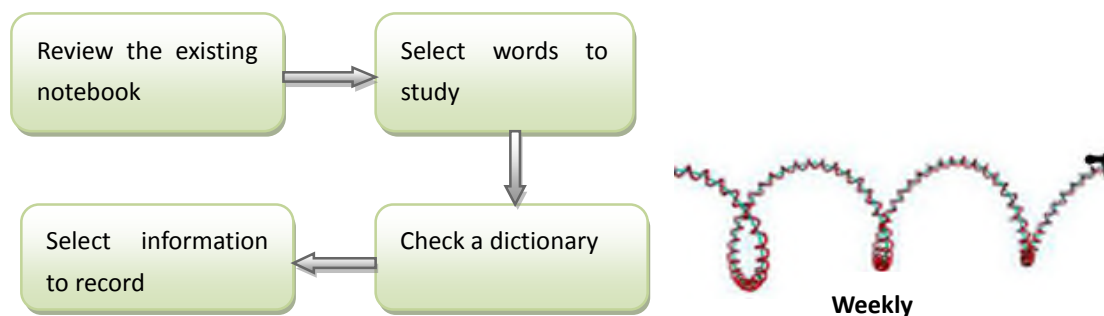 Review the existing
notebook
Select words to
study
Check a dictionary
Select information
to record
Weekly